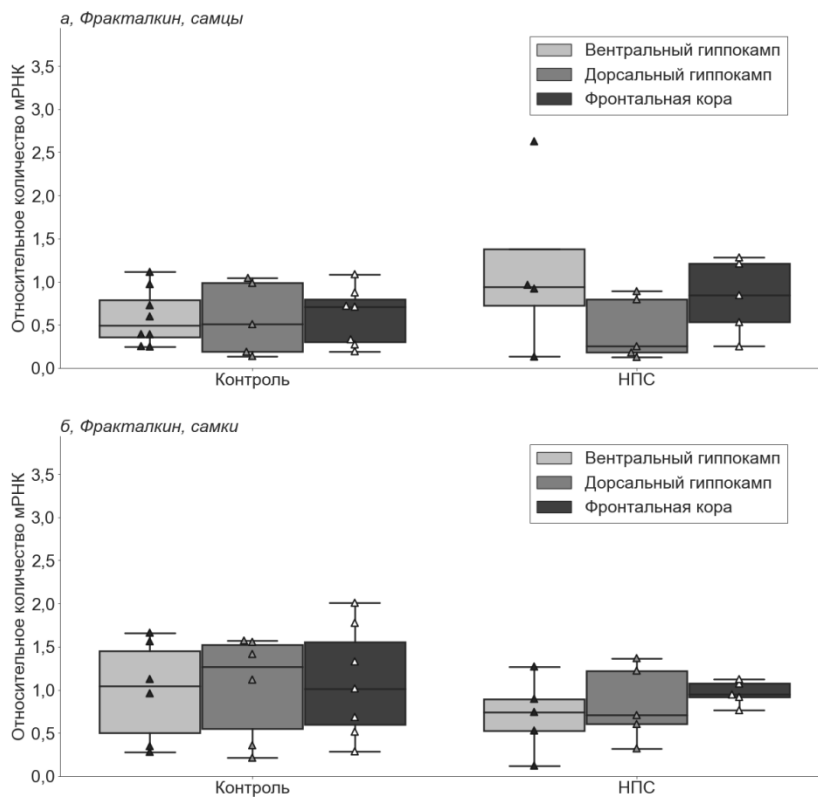 а, Фракталкин, самцы
Относительное количество мРНК
3,5
3,0
2,5
2,0
1,5
1,0
0,5
0,0
Вентральный гиппокамп
Дорсальный гиппокамп
Фронтальная кора
Контроль
НПС
б, Фракталкин, самки
Относительное количество мРНК
3,5
3,0
2,5
2,0
1,5
1,0
0,5
0,0
Вентральный гиппокамп
Дорсальный гиппокамп
Фронтальная кора
Контроль
НПС